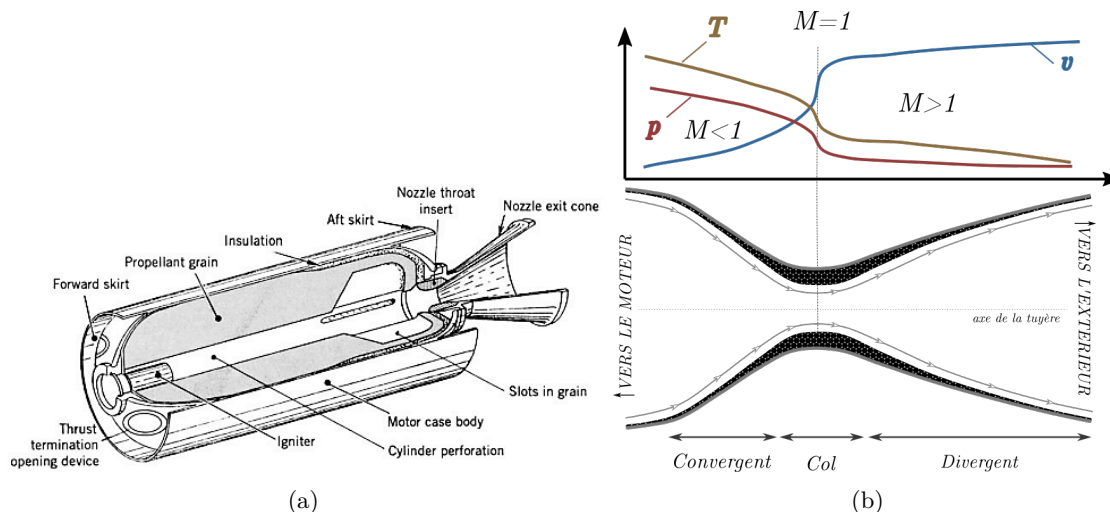 Nozzle throat
insert
Nozzle exit cone
Aft skirt
Insulation
Propellant grain
Forward skirt
Slots in grain
Motor case body
Cylinder perforation
Igniter
Thrust
termination
opening device
(a)
M=1
T
v
p
M<1
M>1
VERS LE MOTEUR
VERS L'EXTERIEUR
axe de la tuyère
Convergent
Col
Divergent
(b)